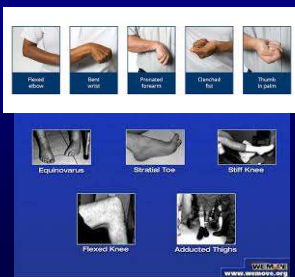 Flexed
elbow
Bent
wrist
Pronated
forearm
Clenched
fist
Thumb
in palm
Equinovarus
Stratial Toe
Stiff Knee
Flexed Knee
Adducted Thighs
WE MOVE
www.wemove.org